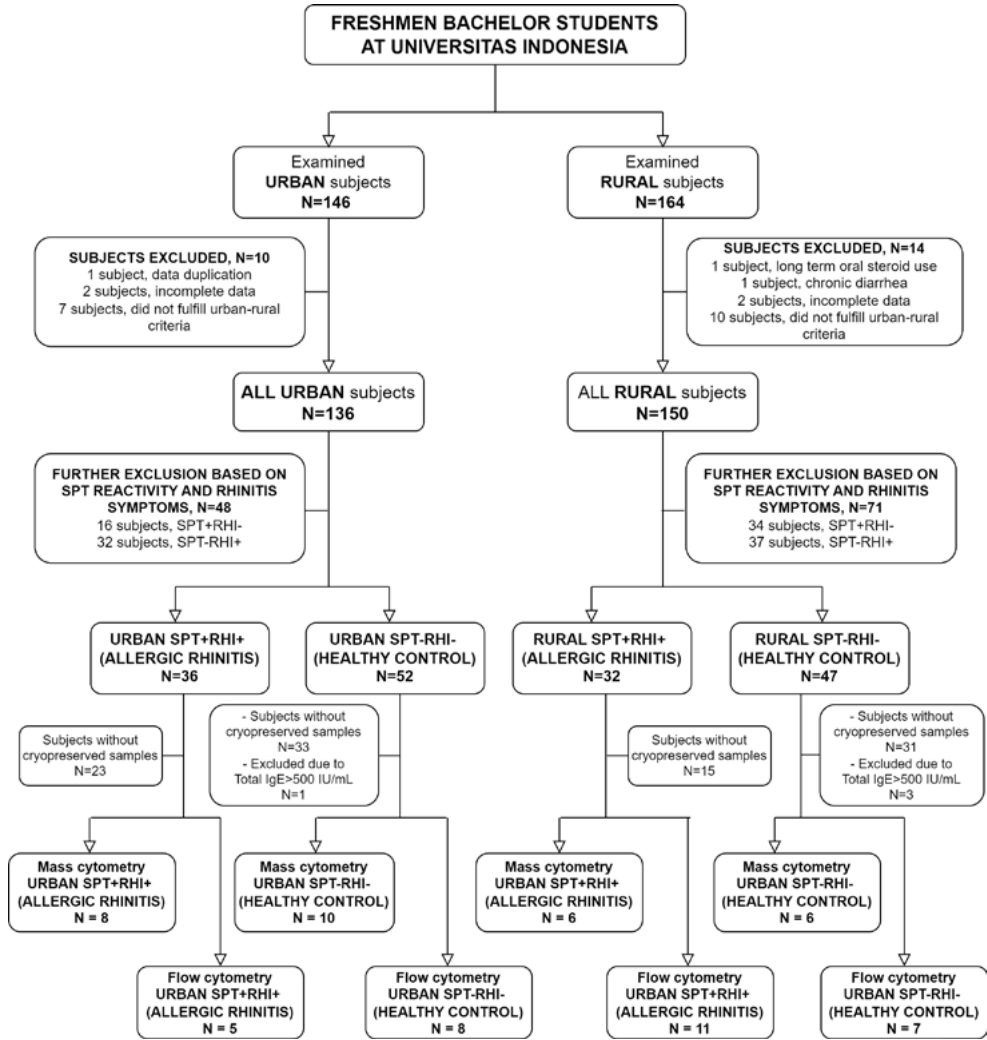 FRESHMEN BACHELOR STUDENTS
AT UNIVERSITAS INDONESIA
Examined
URBAN subjects
N=146
Examined
RURAL subjects
N=164
SUBJECTS EXCLUDED, N=10
1 subject, data duplication
2 subjects, incomplete data
7 subjects, did not fulfill urban-rural
criteria
SUBJECTS EXCLUDED, N=14
1 subject, long term oral steroid use
1 subject, chronic diarrhea
2 subjects, incomplete data
10 subjects, did not fulfill urban-rural
criteria
ALL URBAN subjects
N=136
ALL RURAL subjects
N=150
FURTHER EXCLUSION BASED ON
SPT REACTIVITY AND RHINITIS
SYMPTOMS, N=48
16 subjects, SPT+RHI-
32 subjects, SPT-RHI+
FURTHER EXCLUSION BASED ON
SPT REACTIVITY AND RHINITIS
SYMPTOMS, N=71
34 subjects, SPT+RHI-
37 subjects, SPT-RHI+
URBAN SPT+RHI+
(ALLERGIC RHINITIS)
N=36
URBAN SPT-RHI-
(HEALTHY CONTROL)
N=52
RURAL SPT+RHI+
(ALLERGIC RHINITIS)
N=32
RURAL SPT-RHI-
(HEALTHY CONTROL)
N=47
Subjects without
cryopreserved samples
N=23
- Subjects without
cryopreserved samples
N=33
- Excluded due to
Total IgE>500 IU/mL
N=1
Subjects without
cryopreserved samples
N=15
- Subjects without
cryopreserved samples
N=31
- Excluded due to
Total IgE>500 IU/mL
N=3
Mass cytometry
URBAN SPT+RHI+
(ALLERGIC RHINITIS)
N = 8
Mass cytometry
URBAN SPT-RHI-
(HEALTHY CONTROL)
N = 10
Mass cytometry
URBAN SPT+RHI+
(ALLERGIC RHINITIS)
N = 6
Mass cytometry
URBAN SPT-RHI-
(HEALTHY CONTROL)
N = 6
Flow cytometry
URBAN SPT+RHI+
(ALLERGIC RHINITIS)
N = 5
Flow cytometry
URBAN SPT-RHI-
(HEALTHY CONTROL)
N = 8
Flow cytometry
URBAN SPT+RHI+
(ALLERGIC RHINITIS)
N = 11
Flow cytometry
URBAN SPT-RHI-
(HEALTHY CONTROL)
N = 7